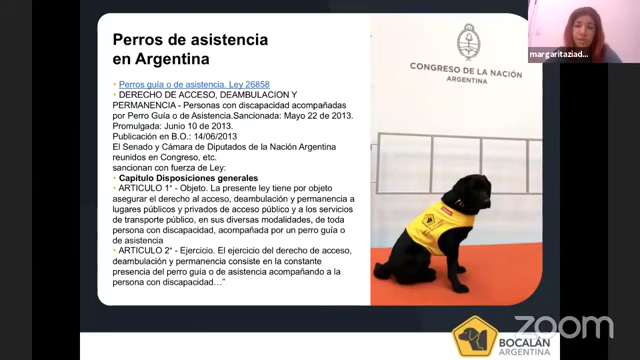 Perros de asistencia
en Argentina
Perros guía o de asistencia. Ley 26858
DERECHO DE ACCESO, DEAMBULACION Y
PERMANENCIA - Personas con discapacidad acompañadas
por Perro Guía o de Asistencia.Sancionada: Mayo 22 de 2013.
Promulgada: Junio 10 de 2013.
Publicación en B.O.: 14/06/2013
El Senado y Cámara de Diputados de la Nación Argentina
reunidos en Congreso, etc.
sancionan con fuerza de Ley:
Capítulo Disposiciones generales
ARTICULO 1° - Objeto. La presente ley tiene por objeto
asegurar el derecho al acceso, deambulación y permanencia a
lugares públicos y privados de acceso público y a los servicios
de transporte público, en sus diversas modalidades, de toda
persona con discapacidad, acompañada por un perro guía o
de asistencia
ARTICULO 2° - Ejercicio. El ejercicio del derecho de acceso,
deambulación y permanencia consiste en la constante
presencia del perro guía o de asistencia acompañando a la
persona con discapacidad…”
CONGRESO DE LA NACIÓN
ARGENTINA
margaritaziad...
BOCALÁN
ARGENTINA
zoom